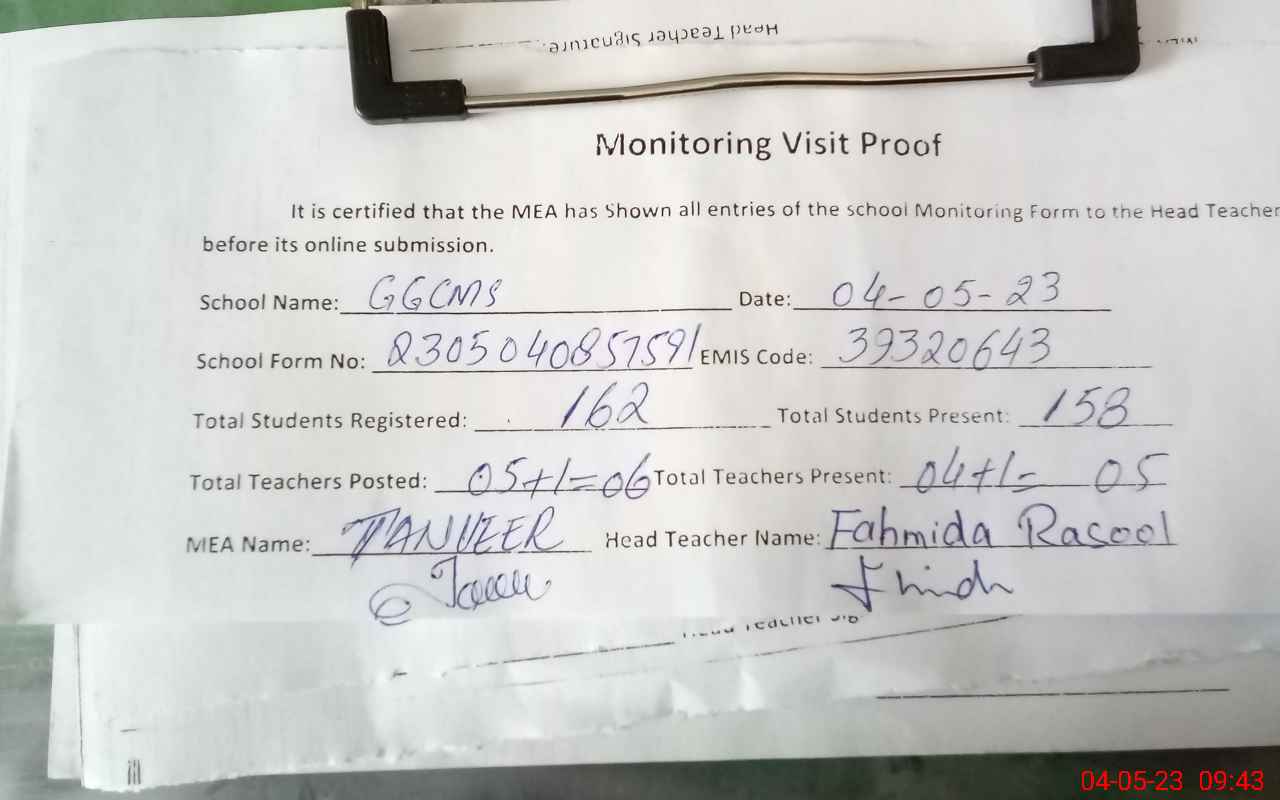 Head Teacher Signature:
Monitoring Visit Proof
It is certified that the MEA has Shown all entries of the school Monitoring Form to the Head Teacher
before its online submission.
School Name: GGCMS Date: 04-05-23
School Form No: 2305040857591 EMIS Code: 39320643
Total Students Registered: 162 Total Students Present: 158
Total Teachers Posted: 05+1=06 Total Teachers Present: 04+1= 05
MEA Name: TANVEER Head Teacher Name: Fahmida Rasool
04-05-23 09:43